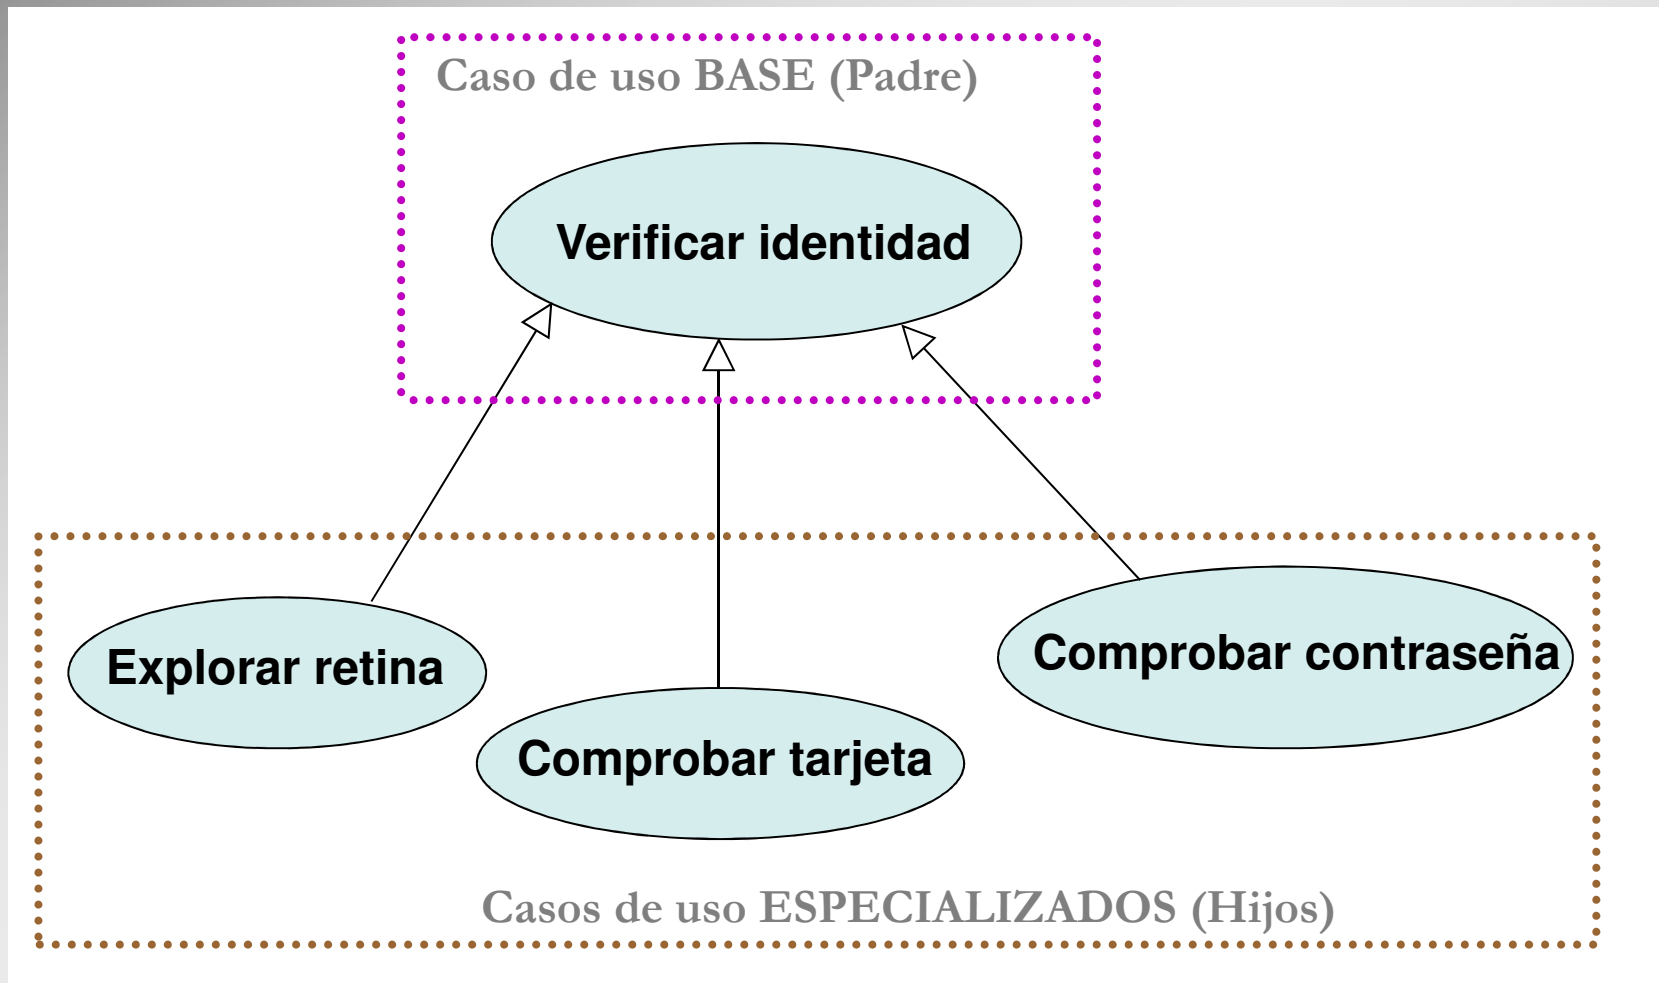 Caso de uso BASE (Padre)
Verificar identidad
Explorar retina
Comprobar contraseña
Comprobar tarjeta
Casos de uso ESPECIALIZADOS (Hijos)